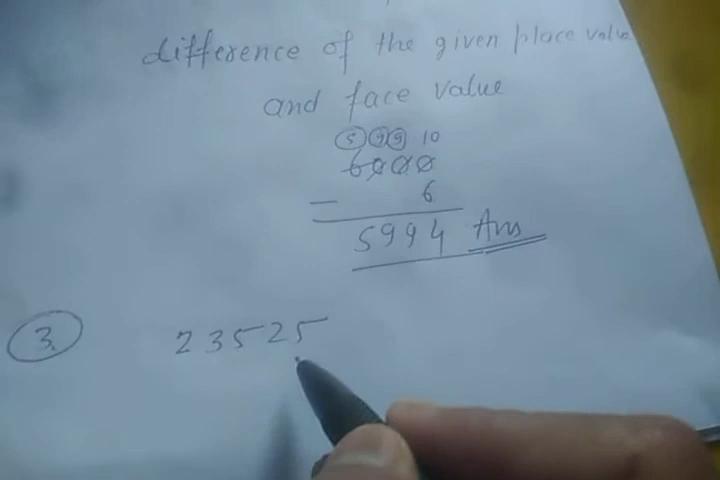 difference of the given place value
and face value
5 9 9 10
6000
- 6
5994 Ans
3. 23525